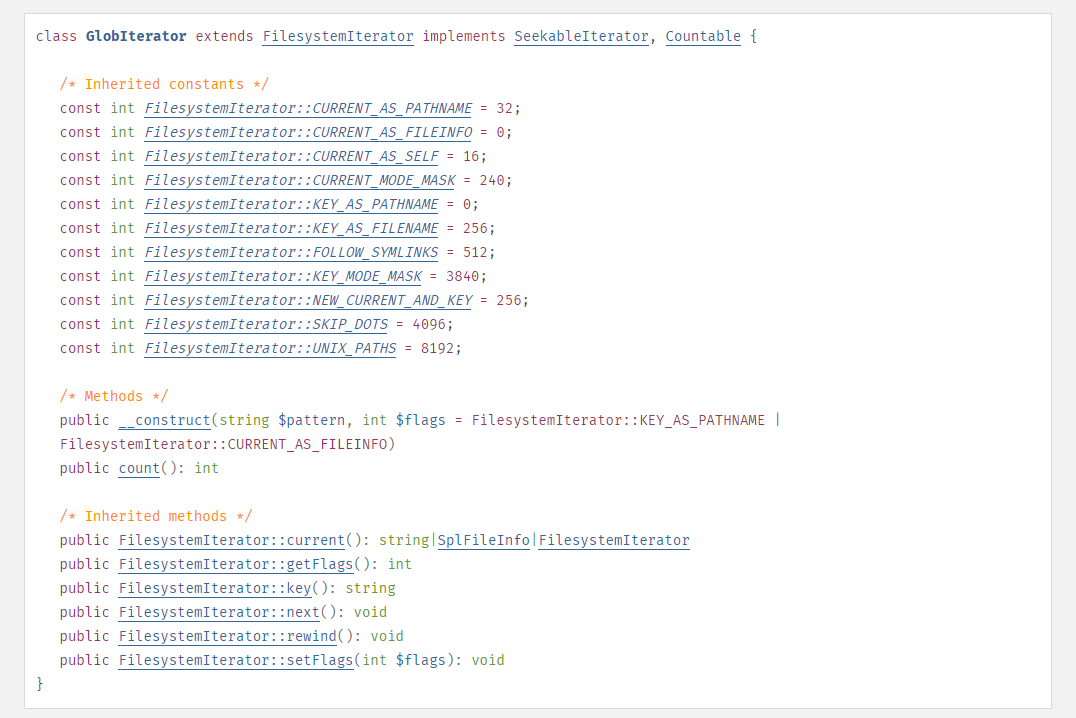 class GlobIterator extends FilesystemIterator implements SeekableIterator, Countable {
/* Inherited constants */
const int FilesystemIterator::CURRENT_AS_PATHNAME = 32;
const int FilesystemIterator::CURRENT_AS_FILEINFO = 0;
const int FilesystemIterator::CURRENT_AS_SELF = 16;
const int FilesystemIterator::CURRENT_MODE_MASK = 240;
const int FilesystemIterator::KEY_AS_PATHNAME = 0;
const int FilesystemIterator::KEY_AS_FILENAME = 256;
const int FilesystemIterator::FOLLOW_SYMLINKS = 512;
const int FilesystemIterator::KEY_MODE_MASK = 3840;
const int FilesystemIterator::NEW_CURRENT_AND_KEY = 256;
const int FilesystemIterator::SKIP_DOTS = 4096;
const int FilesystemIterator::UNIX_PATHS = 8192;
/* Methods */
public __construct(string $pattern, int $flags = FilesystemIterator::KEY_AS_PATHNAME |
FilesystemIterator::CURRENT_AS_FILEINFO)
public count(): int
/* Inherited methods */
public FilesystemIterator::current(): string|SplFileInfo|FilesystemIterator
public FilesystemIterator::getFlags(): int
public FilesystemIterator::key(): string
public FilesystemIterator::next(): void
public FilesystemIterator::rewind(): void
public FilesystemIterator::setFlags(int $flags): void
}